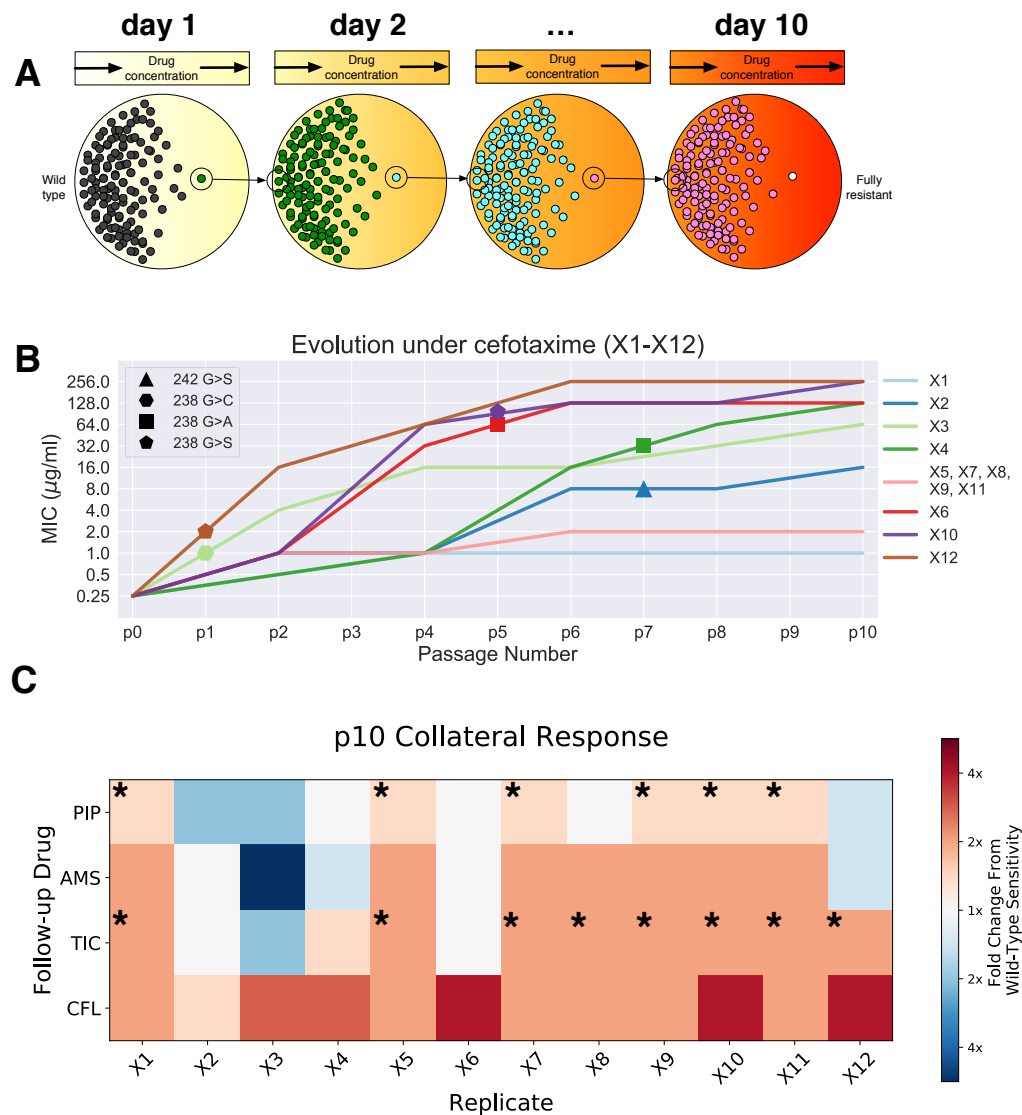 day 1
day 2
...
day 10
A
Drug
concentration
Drug
concentration
Drug
concentration
Drug
concentration
Wild
type
Fully
resistant
B
Evolution under cefotaxime (X1-X12)
MIC (μg/ml)
256.0
128.0
64.0
32.0
16.0
8.0
4.0
2.0
1.0
0.5
0.25
242 G>S
238 G>C
238 G>A
238 G>S
p0 p1 p2 p3 p4 p5 p6 p7 p8 p9 p10
Passage Number
X1
X2
X3
X4
X5, X7, X8,
X9, X11
X6
X10
X12
C
p10 Collateral Response
Follow-up Drug
PIP
* * * * * *
AMS
TIC
* * * * * * * *
CFL
X1 X2 X3 X4 X5 X6 X7 X8 X9 X10 X11 X12
Replicate
4x
2x
1x
2x
4x
Fold Change From
Wild-Type Sensitivity